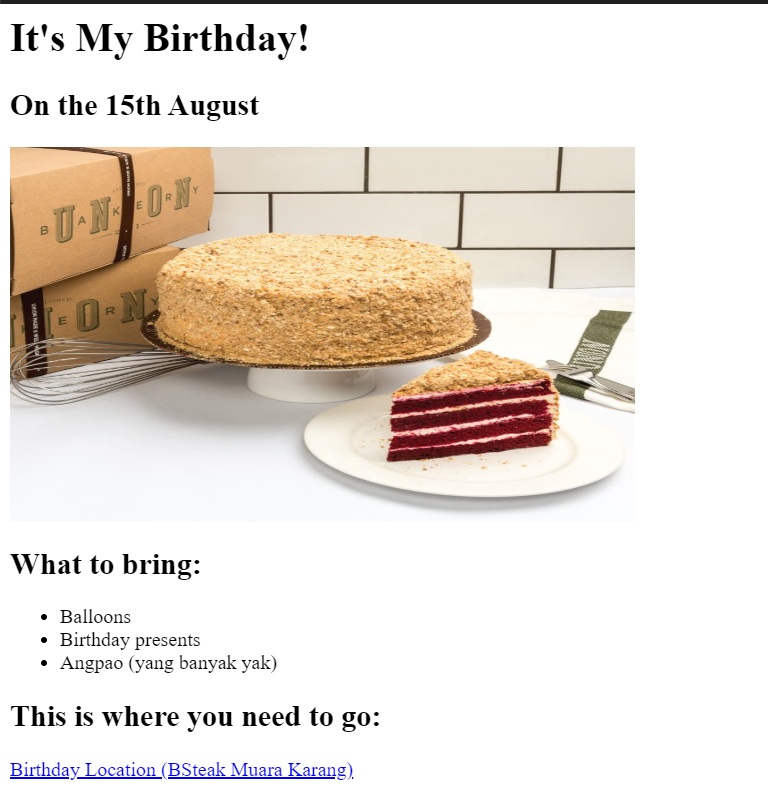 It's My Birthday!
On the 15th August
BUNKEORNY
What to bring:
Balloons
Birthday presents
Angpao (yang banyak yak)
This is where you need to go:
Birthday Location (BSteak Muara Karang)